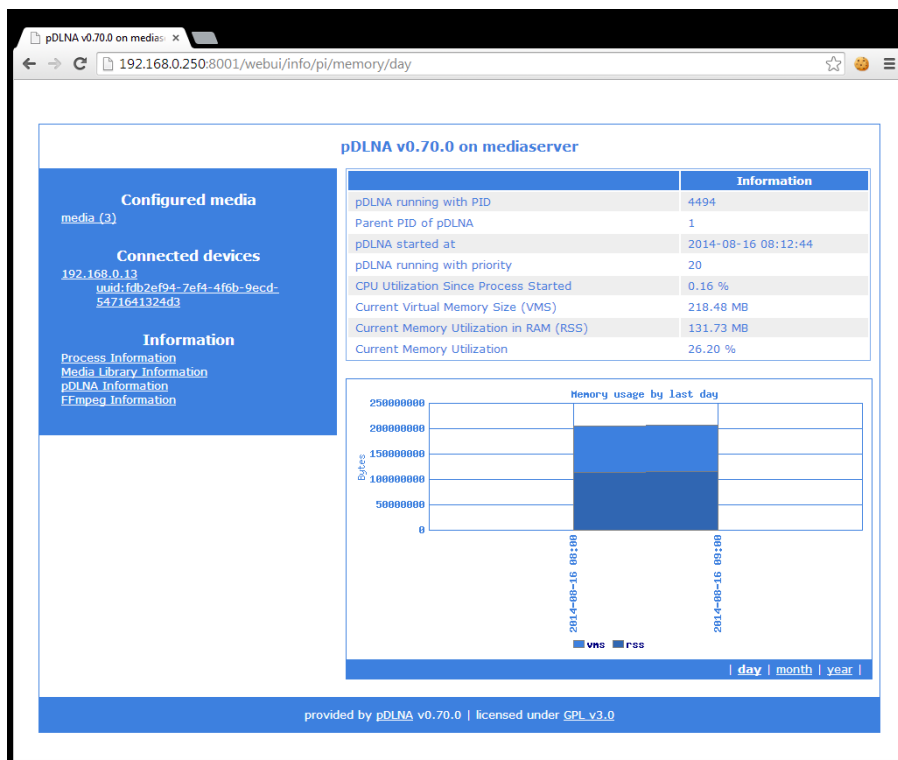 pDLNA v0.70.0 on medias
192.168.0.250:8001/webui/info/pi/memory/day
pDLNA v0.70.0 on mediaserver
Configured media
media (3)
Connected devices
192.168.0.13
uuid:fdb2ef94-7ef4-4f6b-9ecd-
5471641324d3
Information
Process Information
Media Library Information
pDLNA Information
FFmpeg Information
Information
pDLNA running with PID 4494
Parent PID of pDLNA 1
pDLNA started at 2014-08-16 08:12:44
pDLNA running with priority 20
CPU Utilization Since Process Started 0.16 %
Current Virtual Memory Size (VMS) 218.48 MB
Current Memory Utilization in RAM (RSS) 131.73 MB
Current Memory Utilization 26.20 %
Memory usage by last day
250000000
200000000
150000000
100000000
50000000
0
Bytes
2014-08-16 08:00
2014-08-16 09:00
vms rss
| day | month | year |
provided by pDLNA v0.70.0 | licensed under GPL v3.0